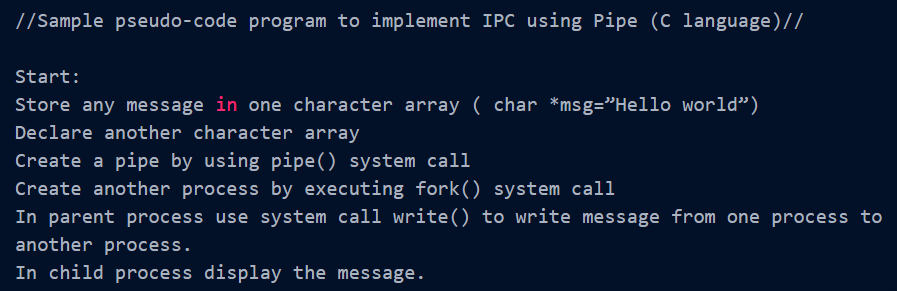 //Sample pseudo-code program to implement IPC using Pipe (C language)//
Start:
Store any message in one character array ( char *msg=”Hello world”)
Declare another character array
Create a pipe by using pipe() system call
Create another process by executing fork() system call
In parent process use system call write() to write message from one process to
another process.
In child process display the message.